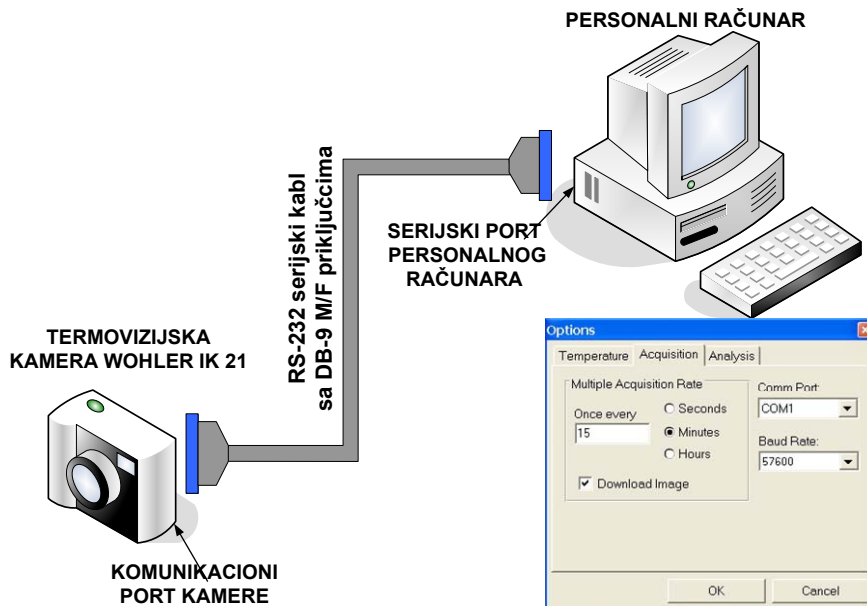 PERSONALNI RAČUNAR
RS-232 serijski kabl
sa DB-9 M/F priključcima
SERIJSKI PORT
PERSONALNOG
RAČUNARA
TERMOVIZIJSKA
KAMERA WOHLER IK 21
KOMUNIKACIONI
PORT KAMERE
Options
Temperature Acquisition Analysis
Multiple Acquisition Rate
Once every
15
Seconds
Minutes
Hours
Download Image
Comm Port:
COM1
Baud Rate:
57600
OK Cancel